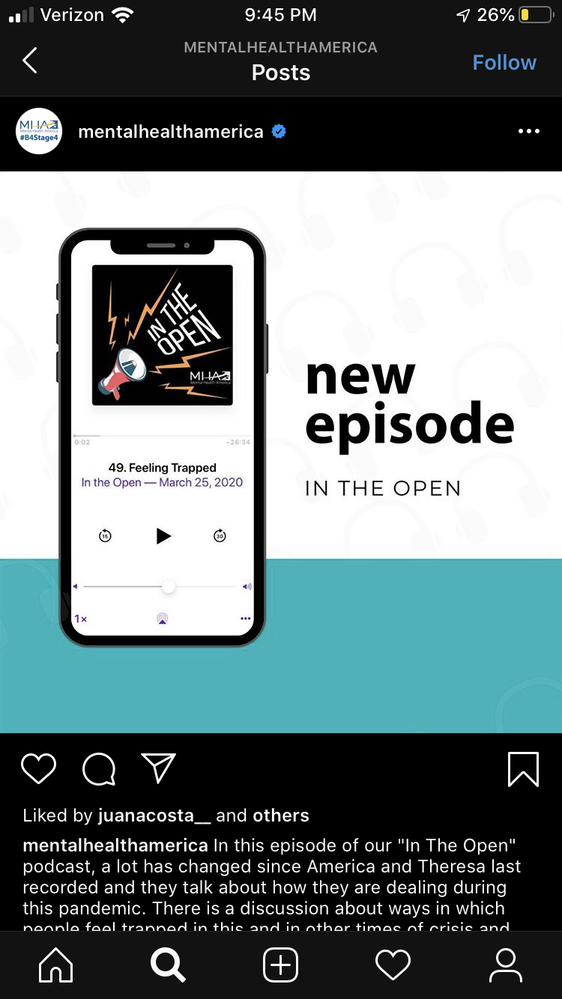 Verizon 9:45 PM 26%
MENTALHEALTHAMERICA
Posts
Follow
MHA
Mental Health America
#B4Stage4
mentalhealthamerica
IN THE
OPEN
MHA
Mental Health America
0:02 -26:34
49. Feeling Trapped
In the Open — March 25, 2020
15 30
1×
new
episode
IN THE OPEN
Liked by juanacosta__ and others
mentalhealthamerica In this episode of our "In The Open"
podcast, a lot has changed since America and Theresa last
recorded and they talk about how they are dealing during
this pandemic. There is a discussion about ways in which
people feel trapped in this and in other times of crisis and